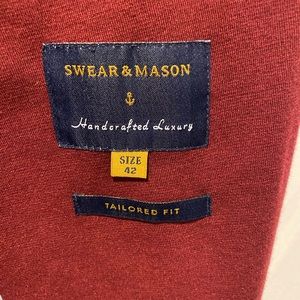 SWEAR & MASON
Handcrafted Luxury
SIZE
42
TAILORED FIT